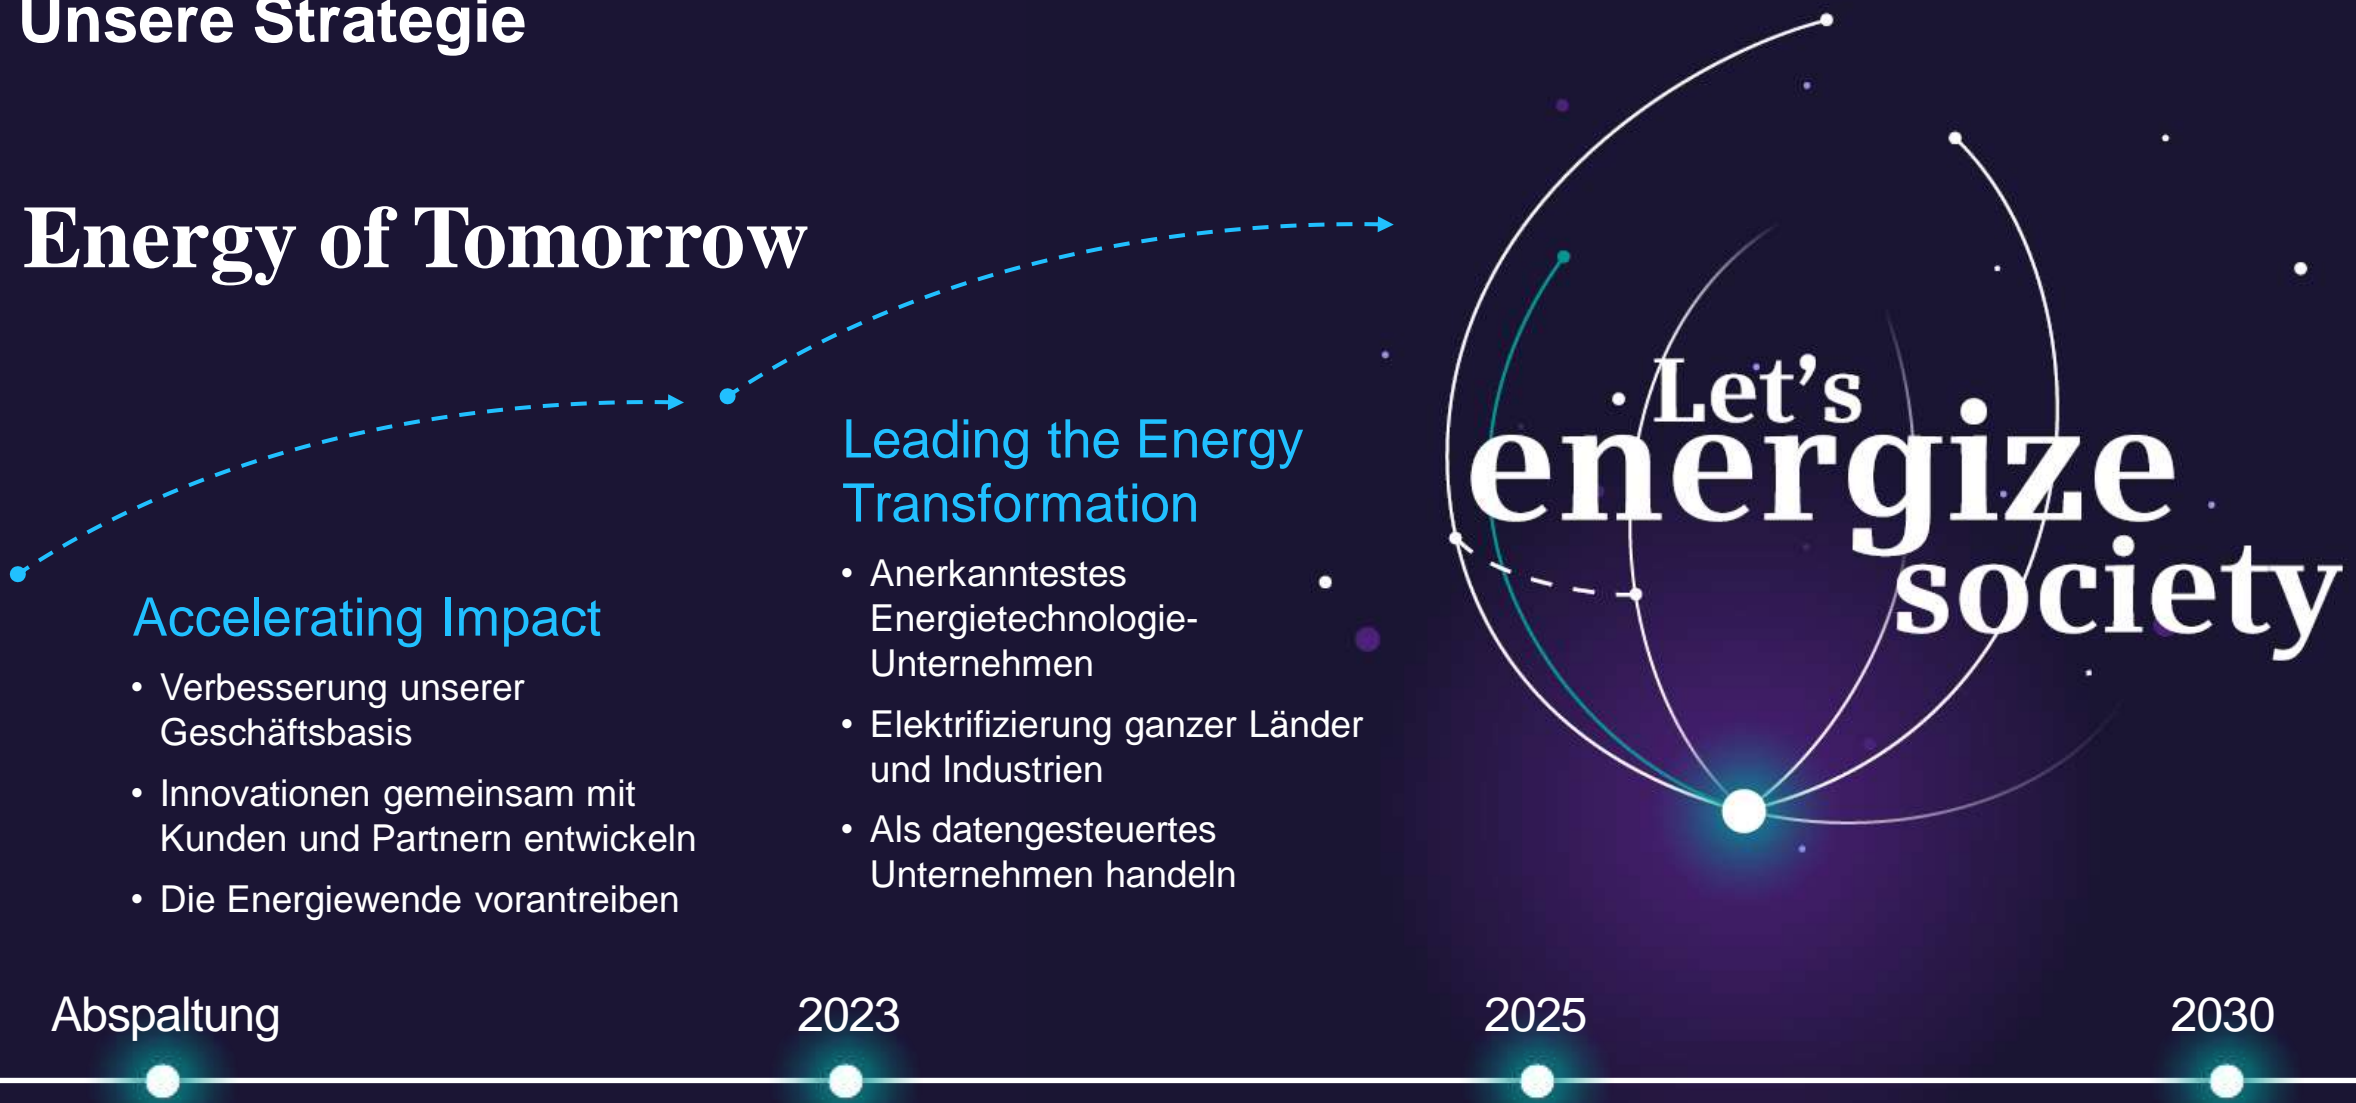 Unsere Strategie
Energy of Tomorrow
Accelerating Impact
• Verbesserung unserer
Geschäftsbasis
• Innovationen gemeinsam mit
Kunden und Partnern entwickeln
• Die Energiewende vorantreiben
Leading the Energy
Transformation
• Anerkanntestes
Energietechnologie-
Unternehmen
• Elektrifizierung ganzer Länder
und Industrien
• Als datengesteuertes
Unternehmen handeln
Let's
energize
society
Abspaltung
2023
2025
2030